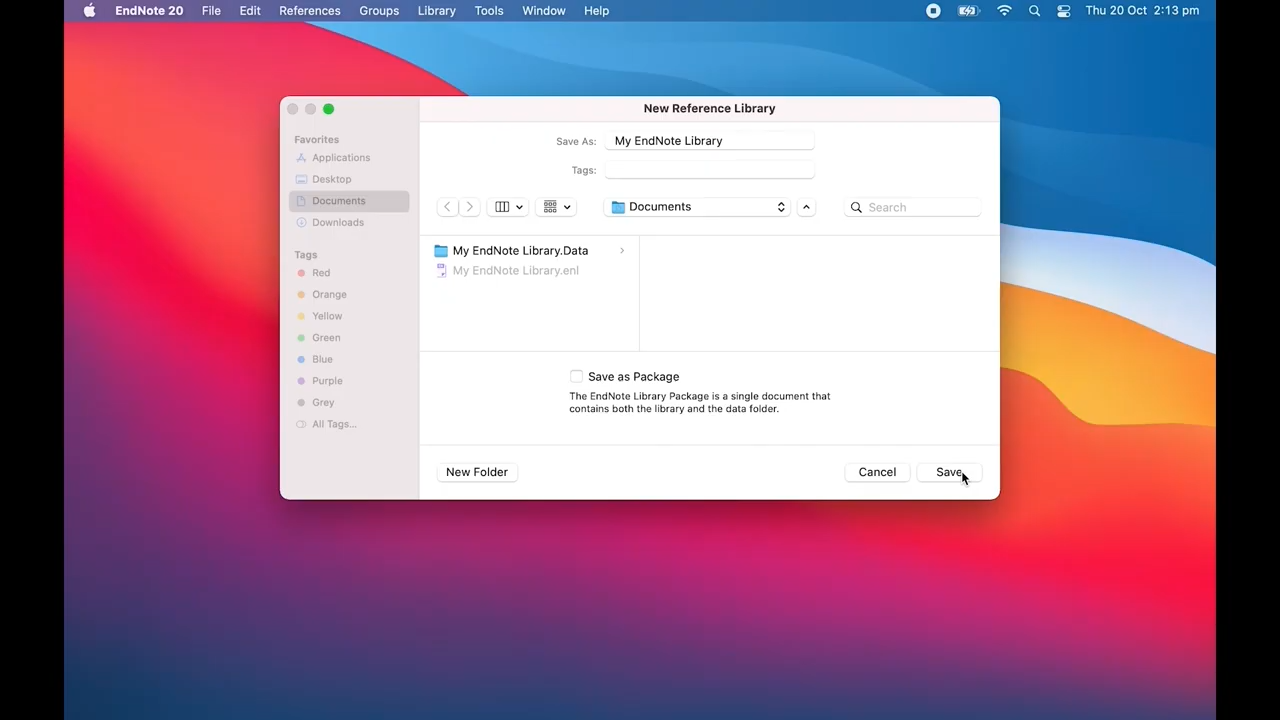 EndNote 20 File Edit References Groups Library Tools Window Help Thu 20 Oct 2:13 pm
New Reference Library
Save As: My EndNote Library
Tags:
Favorites
Applications
Desktop
Documents
Downloads
Tags
Red
Orange
Yellow
Green
Blue
Purple
Grey
All Tags...
Documents
Search
My EndNote Library.Data
My EndNote Library.enl
Save as Package
The EndNote Library Package is a single document that
contains both the library and the data folder.
New Folder Cancel Save